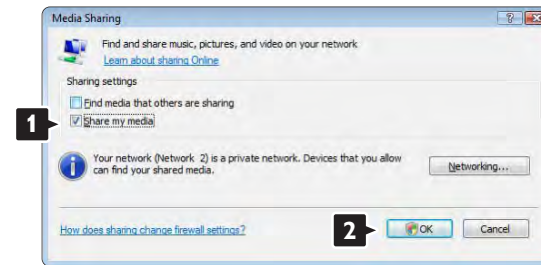 Media Sharing
Find and share music, pictures, and video on your network
Learn about sharing Online
Sharing settings
Find media that others are sharing
1
Share my media
Your network (Network 2) is a private network. Devices that you allow
can find your shared media.
Networking...
How does sharing change firewall settings?
2
OK
Cancel